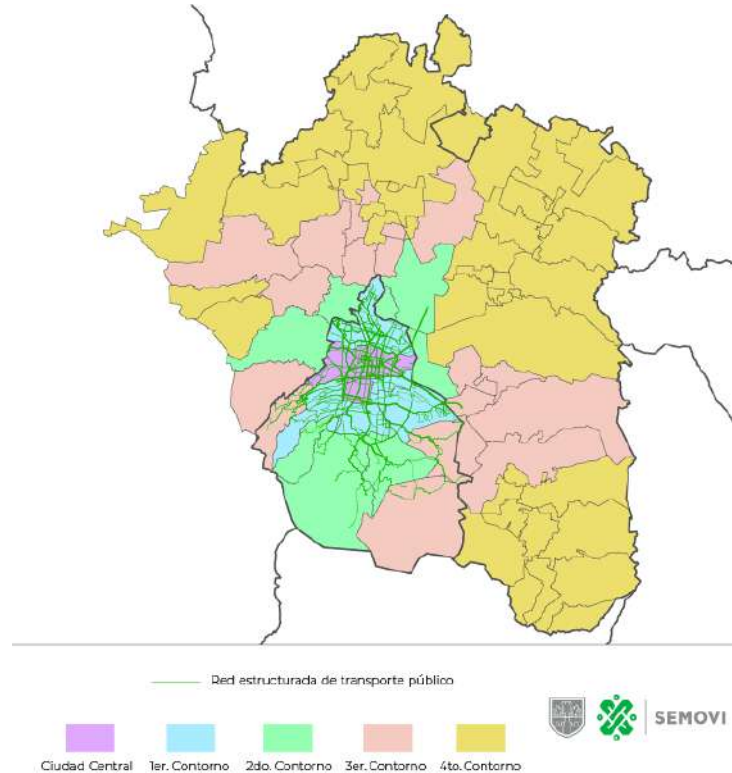 Red estructurada de transporte público
SEMOVI
Ciudad Central
1er. Contorno
2do. Contorno
3er. Contorno
4to. Contorno